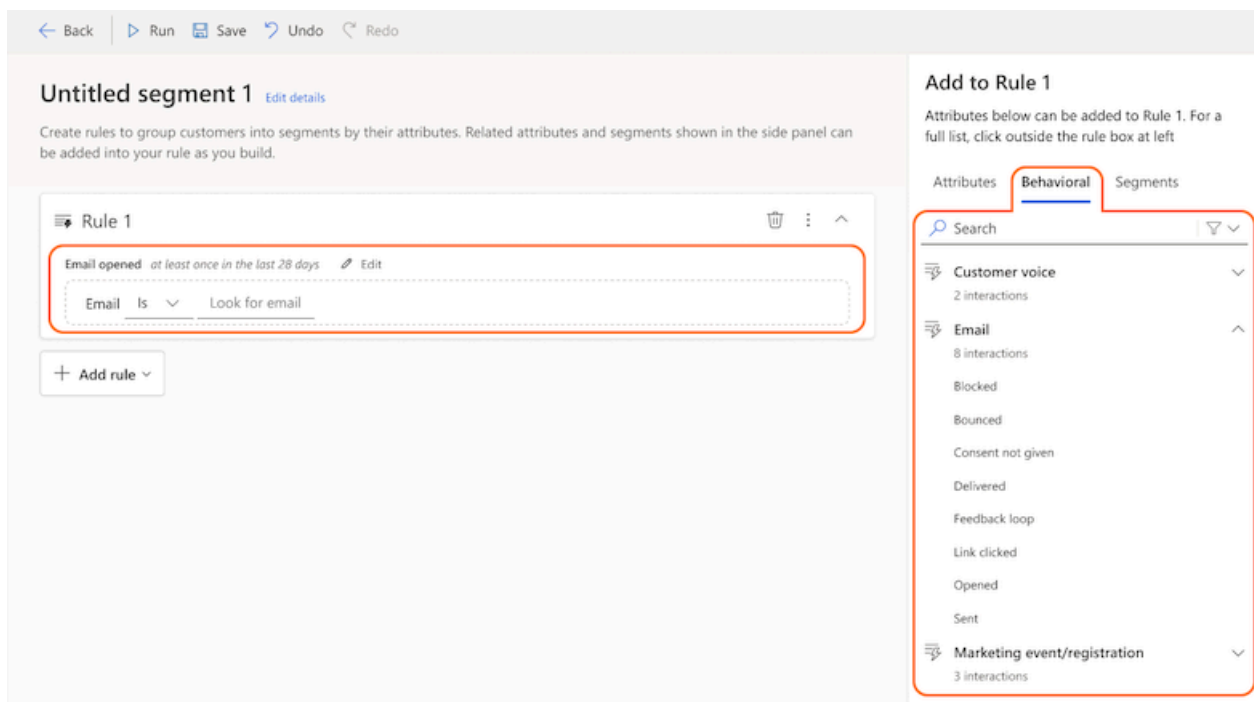 Back Run Save Undo Redo
Untitled segment 1 Edit details
Create rules to group customers into segments by their attributes. Related attributes and segments shown in the side panel can
be added into your rule as you build.
Rule 1
Email opened at least once in the last 28 days Edit
Email Is Look for email
Add rule
Add to Rule 1
Attributes below can be added to Rule 1. For a
full list, click outside the rule box at left
Attributes Behavioral Segments
Search
Customer voice
2 interactions
Email
8 interactions
Blocked
Bounced
Consent not given
Delivered
Feedback loop
Link clicked
Opened
Sent
Marketing event/registration
3 interactions